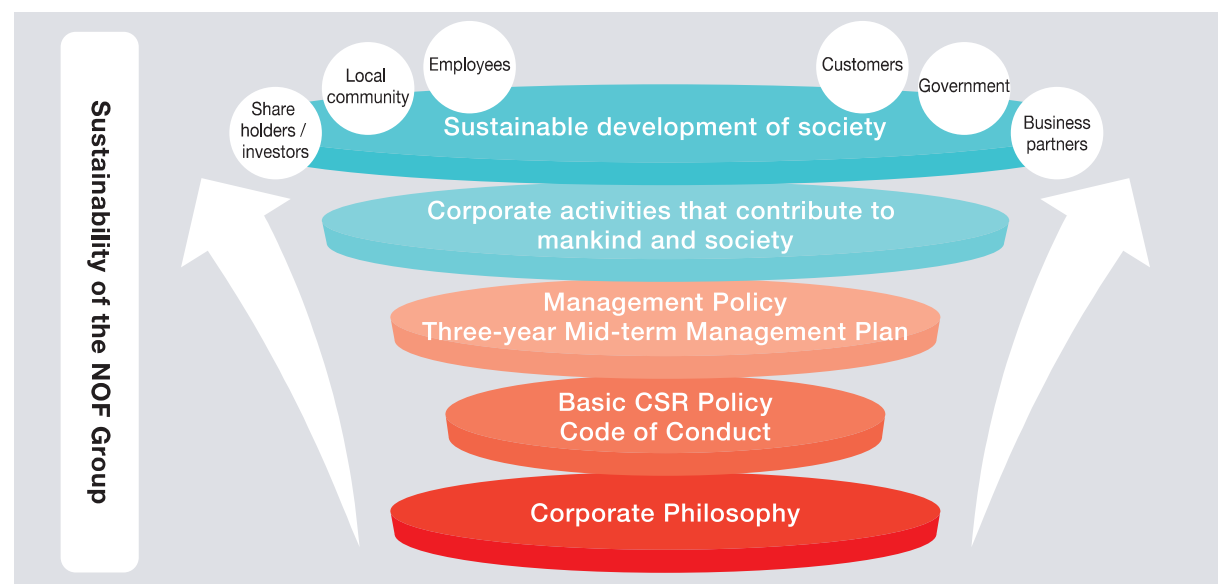 Sustainability of the NOF Group
Share
holders /
investors
Local
community
Employees
Customers
Government
Business
partners
Sustainable development of society
Corporate activities that contribute to
mankind and society
Management Policy
Three-year Mid-term Management Plan
Basic CSR Policy
Code of Conduct
Corporate Philosophy